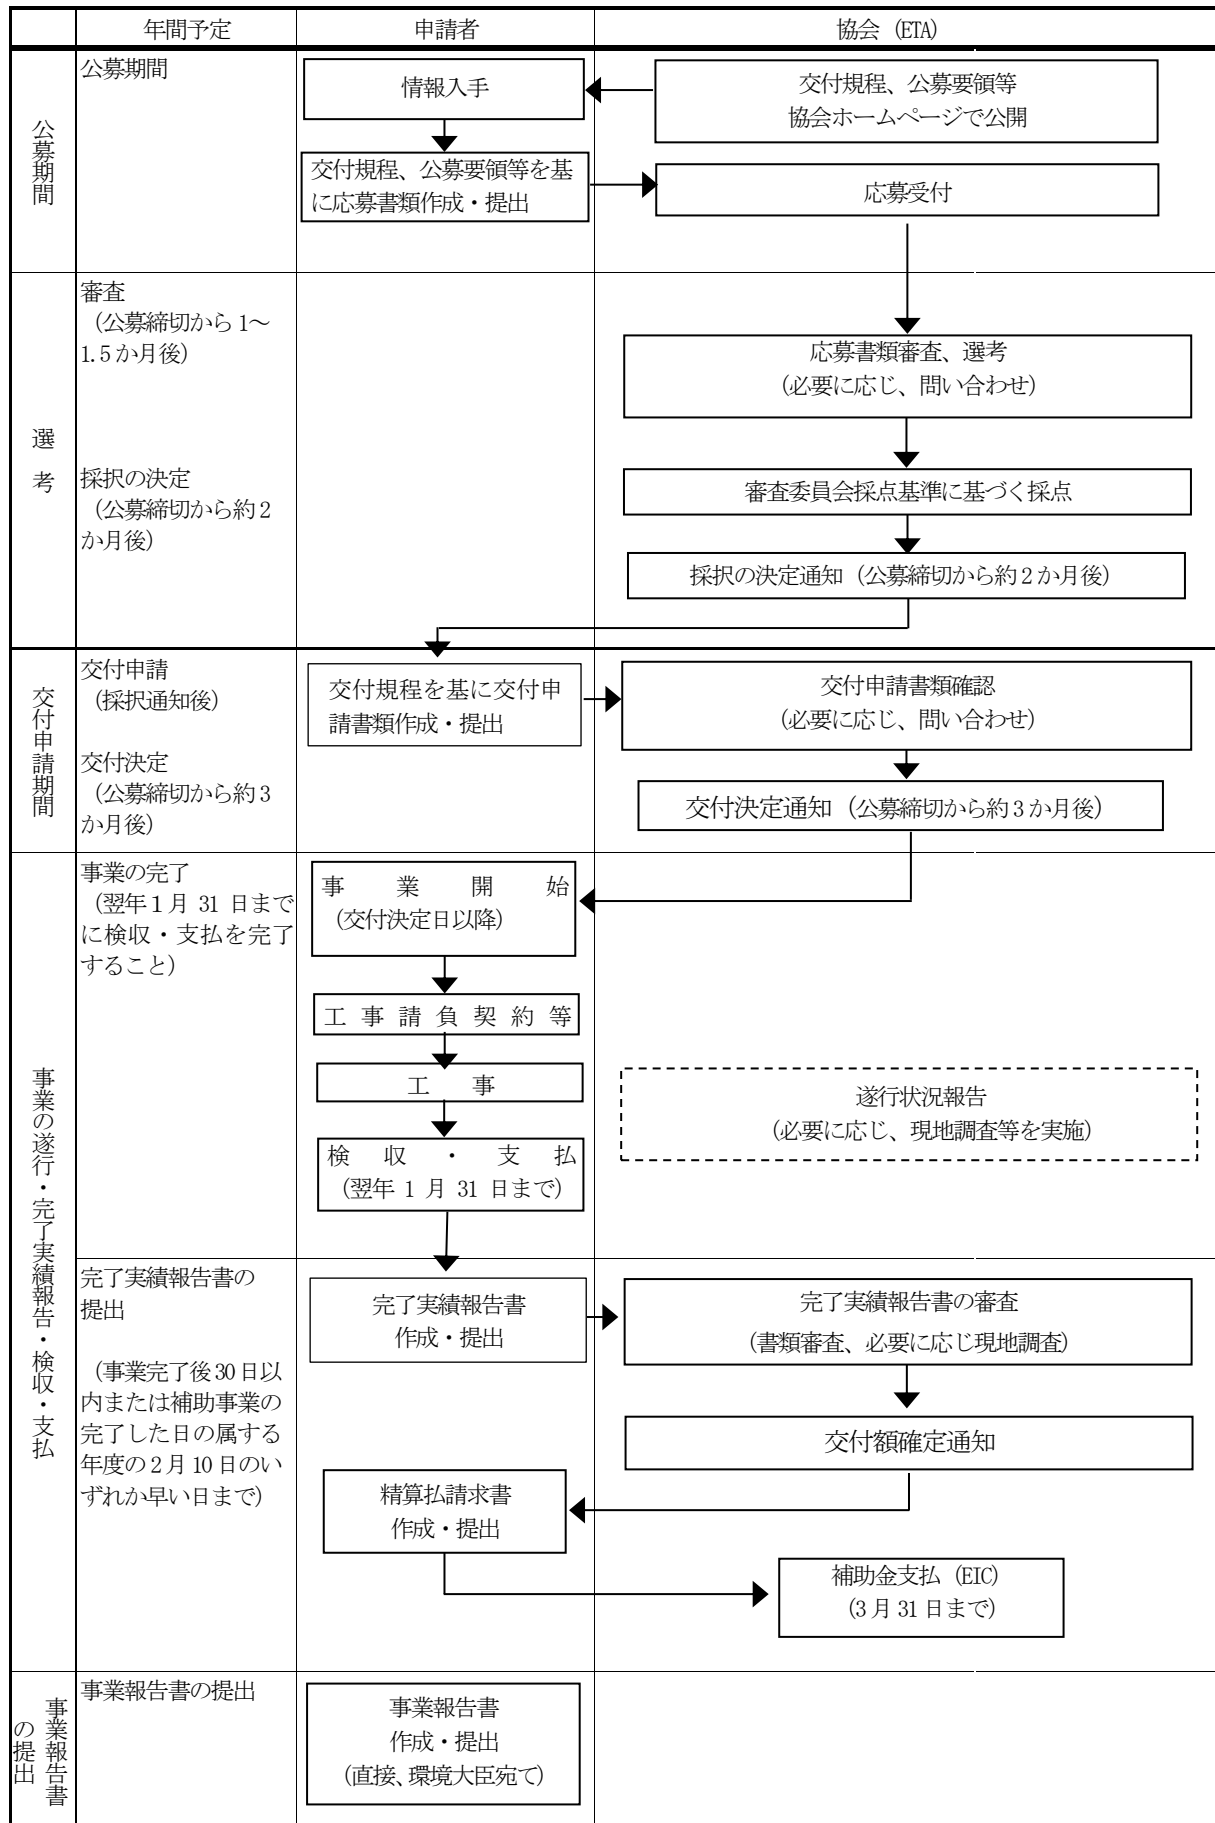 年間予定
申請者
協会（ETA）
公募期間
公募期間
情報入手
交付規程、公募要領等
協会ホームページで公開
交付規程、公募要領等を基
に応募書類作成・提出
応募受付
選　考
審査
（公募締切から1～
1.5か月後）
応募書類審査、選考
（必要に応じ、問い合わせ）
採択の決定
（公募締切から約2
か月後）
審査委員会採点基準に基づく採点
採択の決定通知（公募締切から約2か月後）
交付申請期間
交付申請
（採択通知後）
交付規程を基に交付申
請書類作成・提出
交付申請書類確認
（必要に応じ、問い合わせ）
交付決定
（公募締切から約3
か月後）
交付決定通知（公募締切から約3か月後）
事業の遂行・完了実績報告・検収・支払
事業の完了
（翌年1月 31 日まで
に検収・支払を完了
すること）
事　業　開　始
（交付決定日以降）
工事請負契約等
工　事
遂行状況報告
（必要に応じ、現地調査等を実施）
検　収　・　支　払
（翌年 1 月 31 日まで）
完了実績報告書の
提出
（事業完了後30日以
内または補助事業の
完了した日の属する
年度の2月10日のい
ずれか早い日まで）
完了実績報告書
作成・提出
完了実績報告書の審査
（書類審査、必要に応じ現地調査）
交付額確定通知
精算払請求書
作成・提出
補助金支払（EIC）
（3月31日まで）
事業報告書
の提出
事業報告書の提出
事業報告書
作成・提出
（直接、環境大臣宛て）